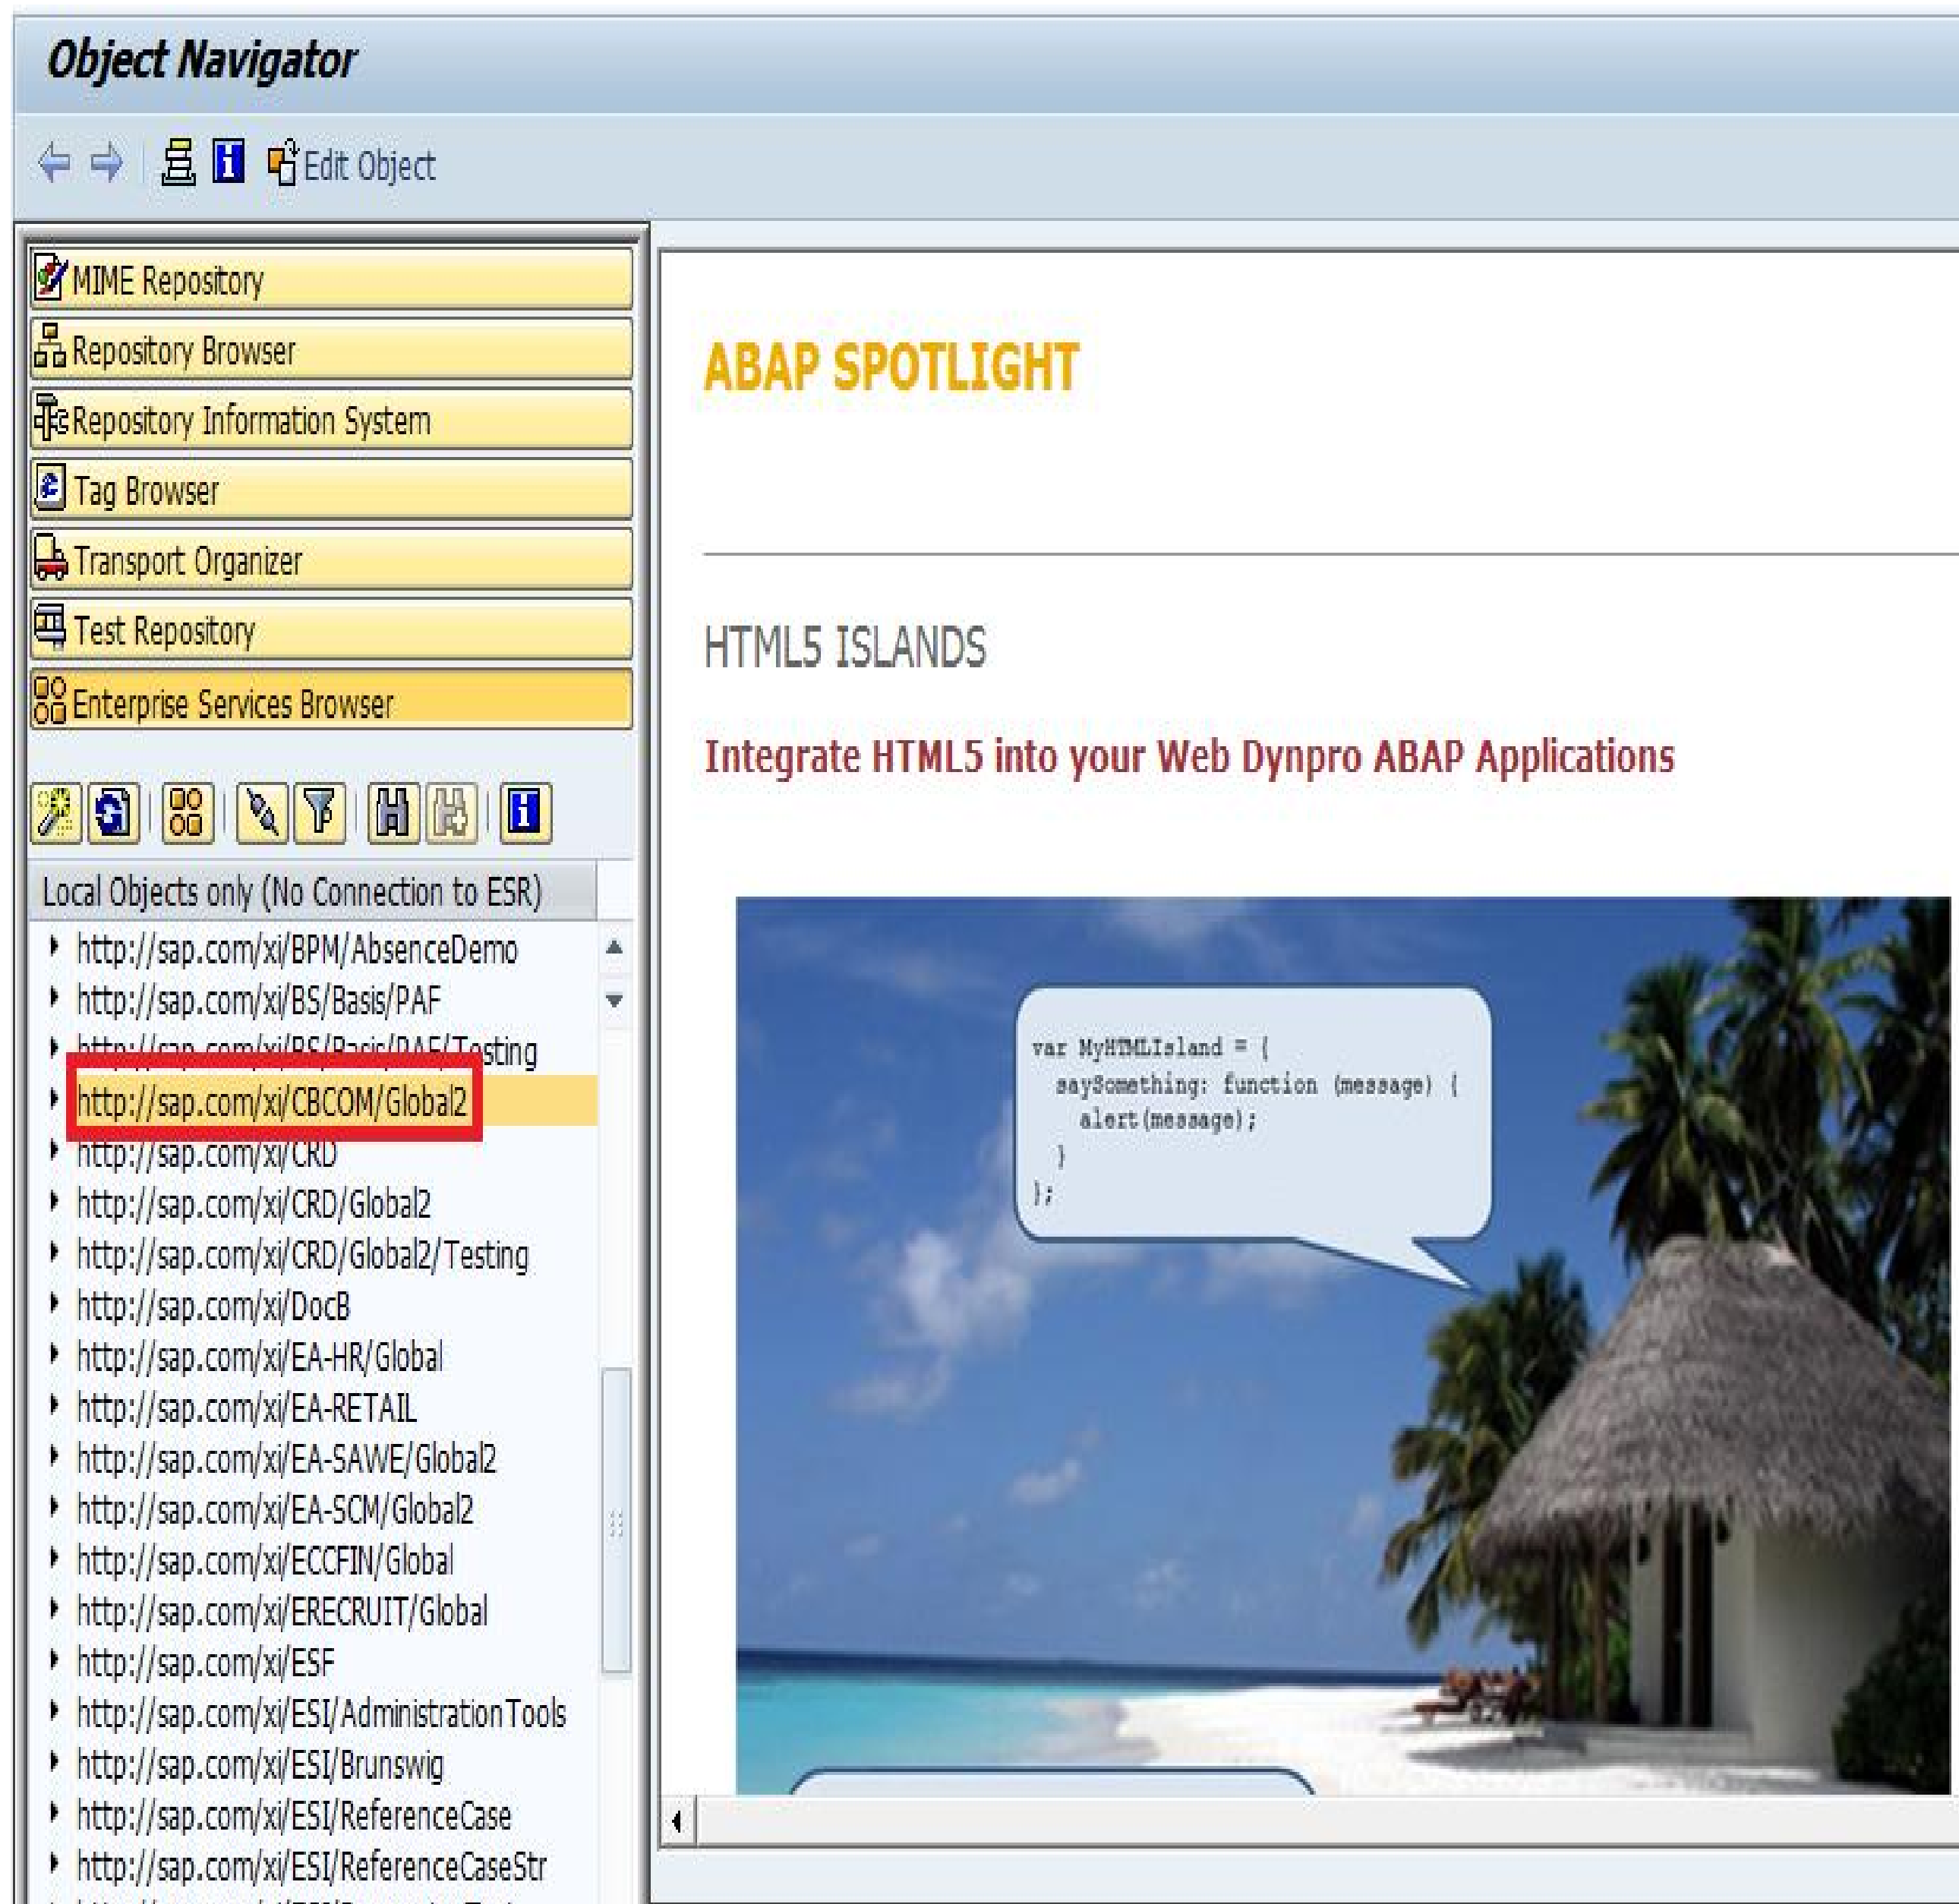 Object Navigator
Edit Object
MIME Repository
Repository Browser
Repository Information System
Tag Browser
Transport Organizer
Test Repository
Enterprise Services Browser
Local Objects only (No Connection to ESR)
http://sap.com/xi/BPM/AbsenceDemo
http://sap.com/xi/BS/Basis/PAF
http://sap.com/xi/BS/Basis/PAF/Testing
http://sap.com/xi/CBCOM/Global2
http://sap.com/xi/CRD
http://sap.com/xi/CRD/Global2
http://sap.com/xi/CRD/Global2/Testing
http://sap.com/xi/DocB
http://sap.com/xi/EA-HR/Global
http://sap.com/xi/EA-RETAIL
http://sap.com/xi/EA-SAWE/Global2
http://sap.com/xi/EA-SCM/Global2
http://sap.com/xi/ECCFIN/Global
http://sap.com/xi/ERECRUIT/Global
http://sap.com/xi/ESF
http://sap.com/xi/ESI/AdministrationTools
http://sap.com/xi/ESI/Brunswig
http://sap.com/xi/ESI/ReferenceCase
http://sap.com/xi/ESI/ReferenceCaseStr
ABAP SPOTLIGHT
HTML5 ISLANDS
Integrate HTML5 into your Web Dynpro ABAP Applications
var MyHTMLIsland = {
saySomething: function (message) {
alert(message);
}
};